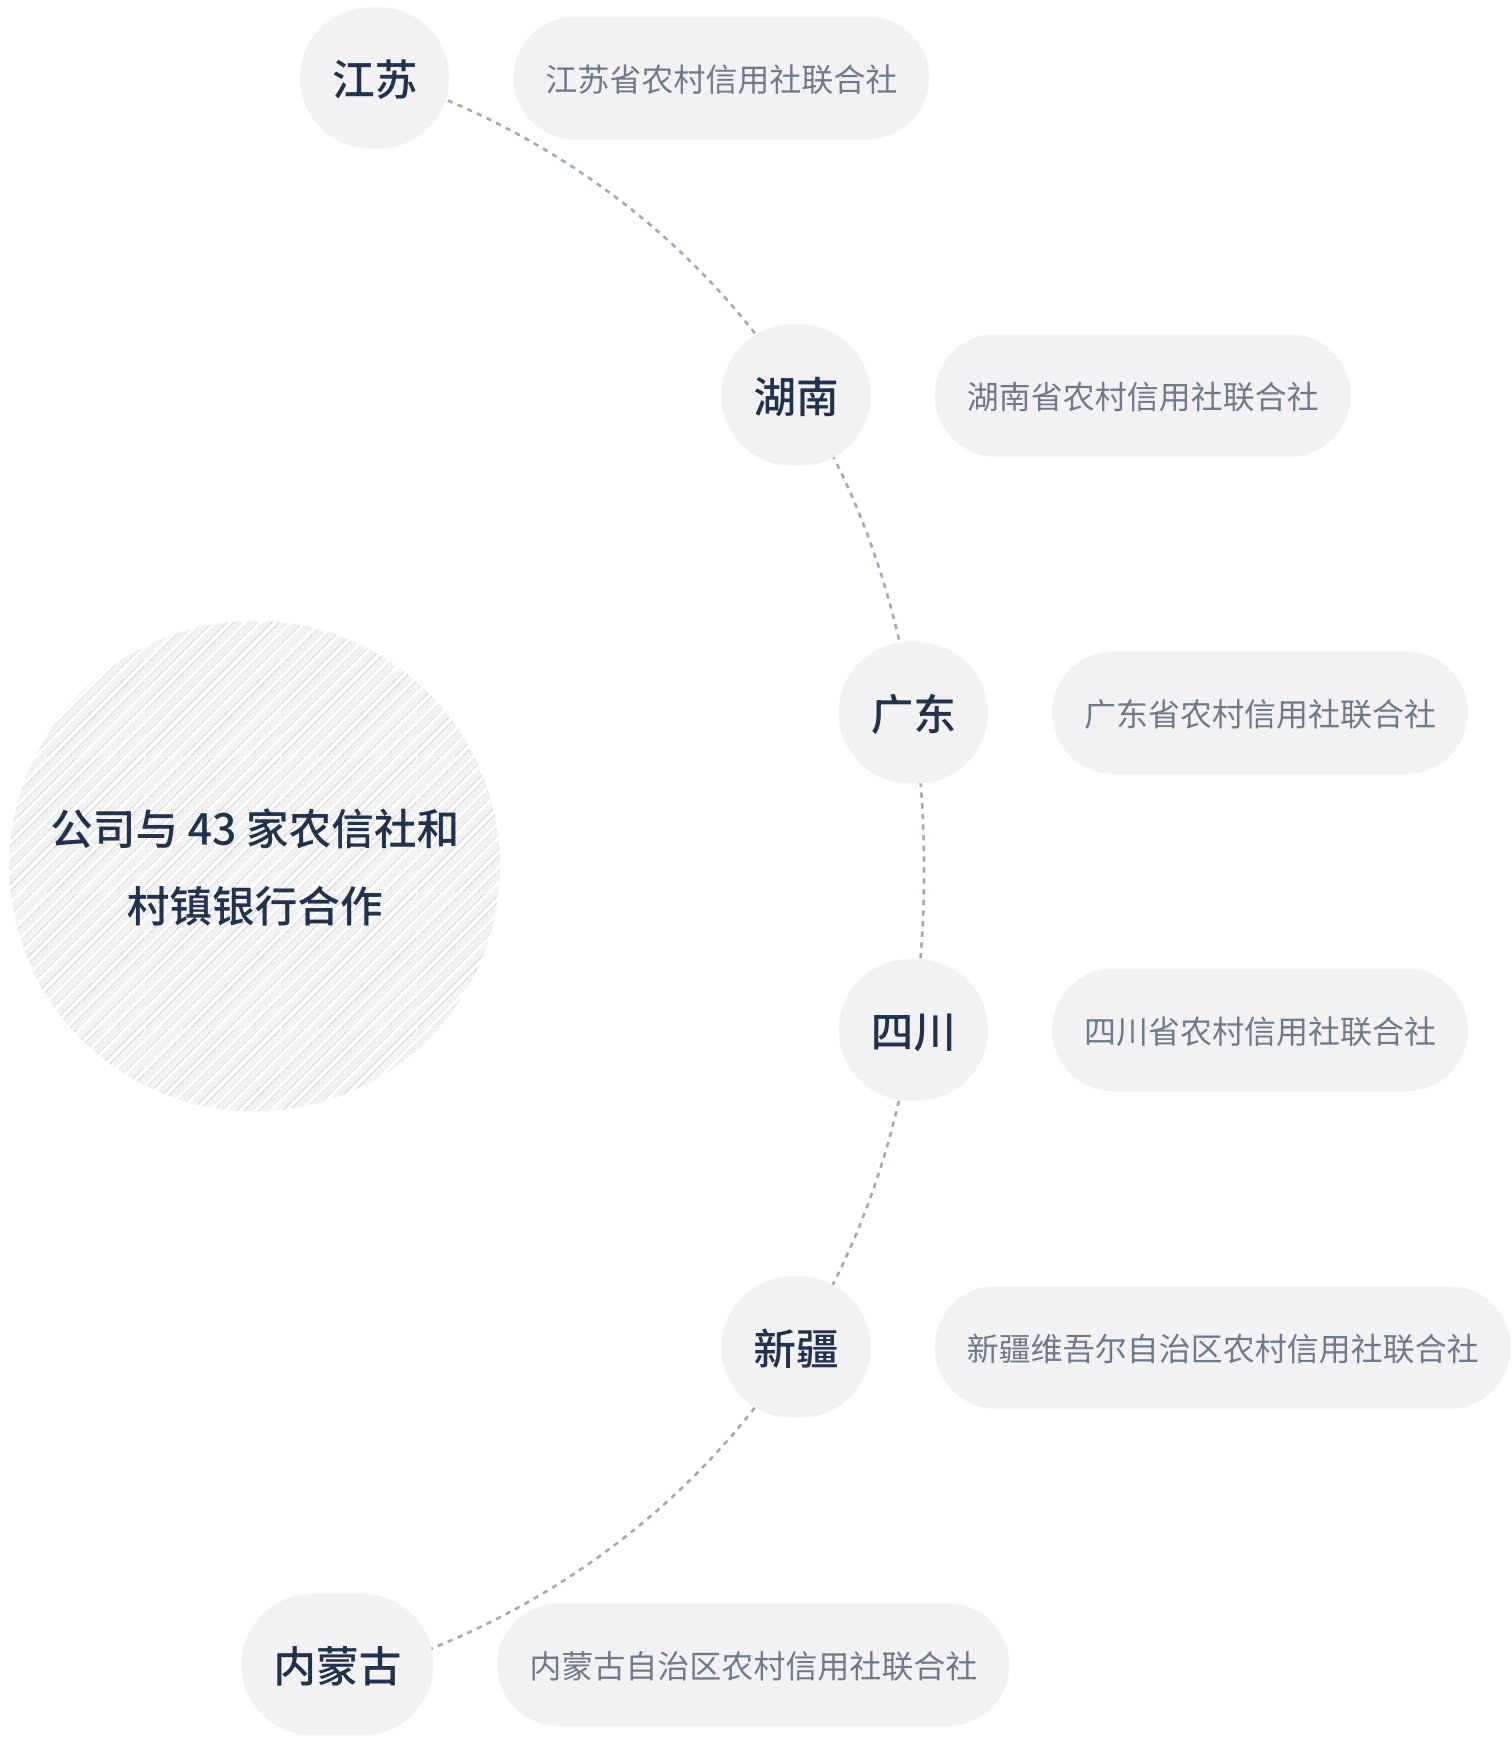 江苏
江苏省农村信用社联合社
湖南
湖南省农村信用社联合社
广东
广东省农村信用社联合社
公司与 43 家农信社和
村镇银行合作
四川
四川省农村信用社联合社
新疆
新疆维吾尔自治区农村信用社联合社
内蒙古
内蒙古自治区农村信用社联合社